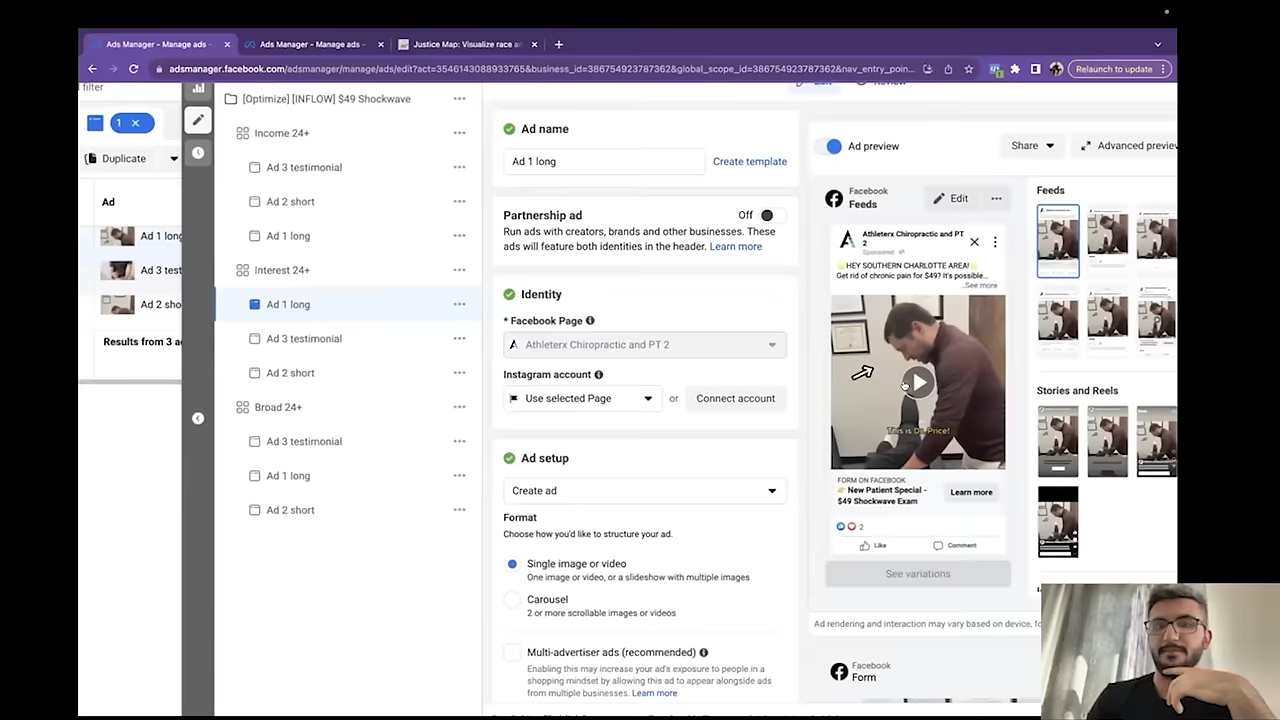 Ads Manager - Manage ads -
Ads Manager - Manage ads -
Justice Map: Visualize race an
adsmanager.facebook.com/adsmanager/manage/ads/edit?act=3546143088933765&business_id=386754923787362&global_scope_id=386754923787362&nav_entry_poin...
Relaunch to update
filter
1
Duplicate
Ad
Ad 1 long
Ad 3 test
Ad 2 sho
Results from 3 a
[Optimize] [INFLOW] $49 Shockwave
Income 24+
Ad 3 testimonial
Ad 2 short
Ad 1 long
Interest 24+
Ad 1 long
Ad 3 testimonial
Ad 2 short
Broad 24+
Ad 3 testimonial
Ad 1 long
Ad 2 short
Ad name
Ad 1 long
Create template
Partnership ad
Off
Run ads with creators, brands and other businesses. These
ads will feature both identities in the header. Learn more
Identity
* Facebook Page
Athleterx Chiropractic and PT 2
Instagram account
Use selected Page
or
Connect account
Ad setup
Create ad
Format
Choose how you'd like to structure your ad.
Single image or video
One image or video, or a slideshow with multiple images
Carousel
2 or more scrollable images or videos
Multi-advertiser ads (recommended)
Enabling this may increase your ad's exposure to people in a
shopping mindset by allowing this ad to appear alongside ads
from multiple businesses. Learn more
Ad preview
Share
Advanced preview
Facebook
Feeds
Edit
Athleterx Chiropractic and PT
2
Sponsored
HEY SOUTHERN CHARLOTTE AREA!
Get rid of chronic pain for $49? It's possible...
...See more
This is Dr. Price!
FORM ON FACEBOOK
New Patient Special -
$49 Shockwave Exam
Learn more
2
Like
Comment
See variations
Ad rendering and interaction may vary based on device, fo
Facebook
Form
Feeds
Stories and Reels